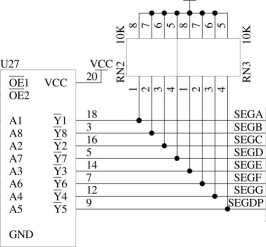 8 7 6 5 8 7 6 5
10K 10K
RN2 RN3
1 2 3 4 1 2 3 4
U27
VCC
20
OE1 VCC
OE2
A1 Y1 18 SEGA
A8 Y8 3 SEGB
A2 Y2 16 SEGC
A7 Y7 5 SEGD
A3 Y3 14 SEGE
A6 Y6 7 SEGF
A4 Y4 12 SEGG
A5 Y5 9 SEGDP
GND